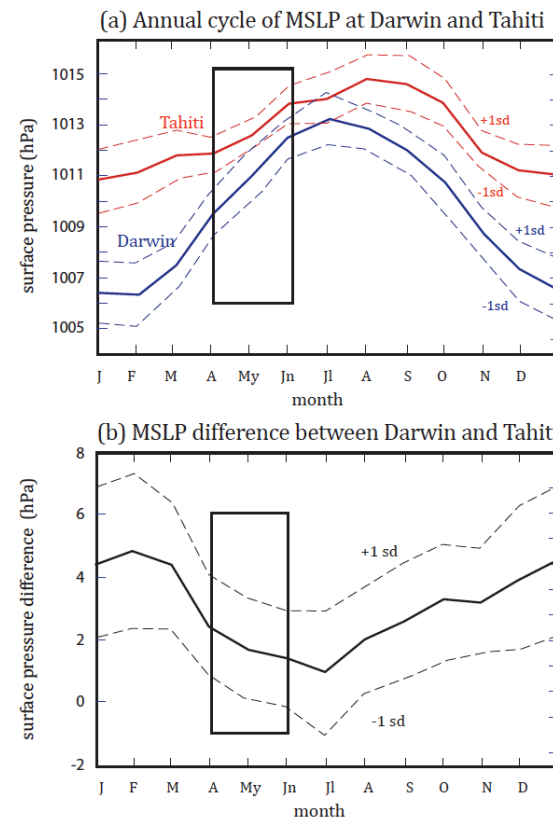 (a) Annual cycle of MSLP at Darwin and Tahiti
surface pressure (hPa)
1015
1013
1011
1009
1007
1005
Tahiti
Darwin
+1sd
-1sd
+1sd
-1sd
J F M A My Jn Jl A S O N D
month
(b) MSLP difference between Darwin and Tahit
surface pressure difference (hPa)
8
6
4
2
0
-2
+1 sd
-1 sd
J F M A My Jn Jl A S O N D
month